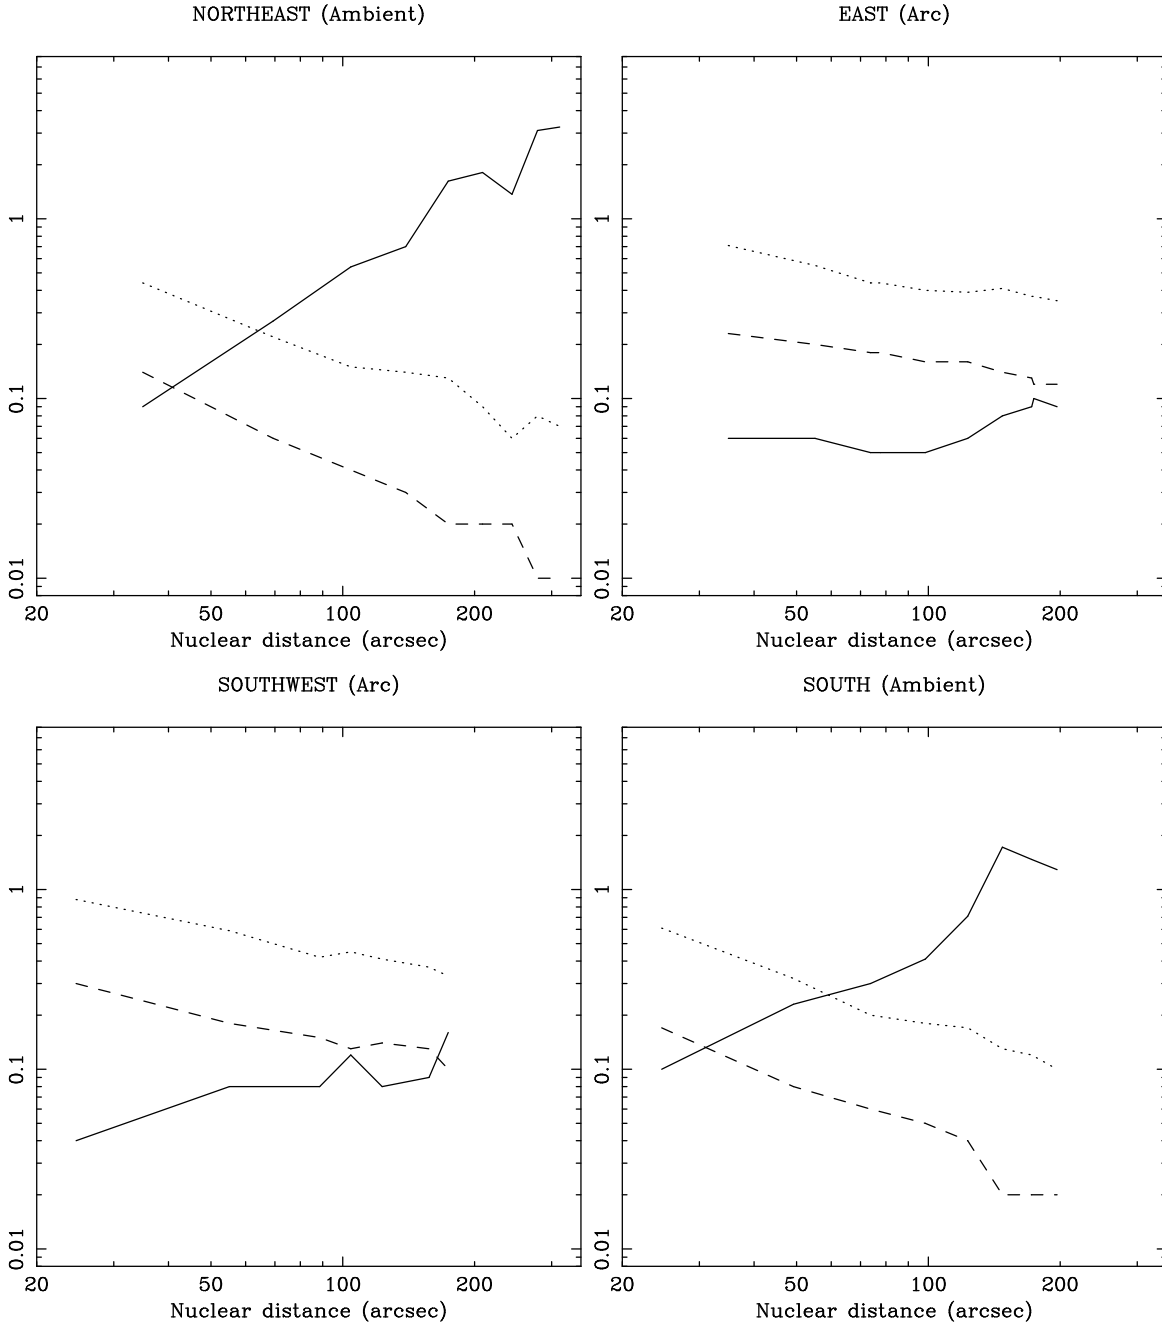 NORTHEAST (Ambient)
1
0.1
0.01
20 50 100 200
Nuclear distance (arcsec)
EAST (Arc)
1
0.1
0.01
20 50 100 200
Nuclear distance (arcsec)
SOUTHWEST (Arc)
1
0.1
0.01
20 50 100 200
Nuclear distance (arcsec)
SOUTH (Ambient)
1
0.1
0.01
20 50 100 200
Nuclear distance (arcsec)